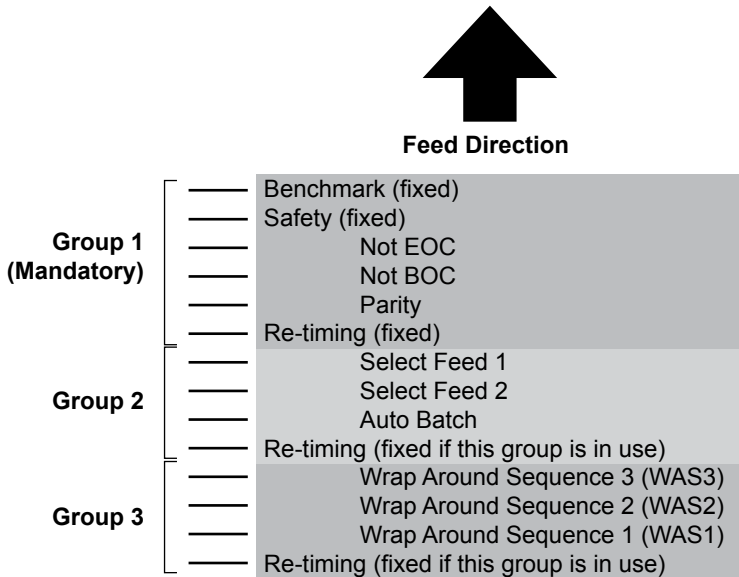 Feed Direction
Group 1
(Mandatory)
Benchmark (fixed)
Safety (fixed)
Not EOC
Not BOC
Parity
Re-timing (fixed)
Group 2
Select Feed 1
Select Feed 2
Auto Batch
Re-timing (fixed if this group is in use)
Group 3
Wrap Around Sequence 3 (WAS3)
Wrap Around Sequence 2 (WAS2)
Wrap Around Sequence 1 (WAS1)
Re-timing (fixed if this group is in use)